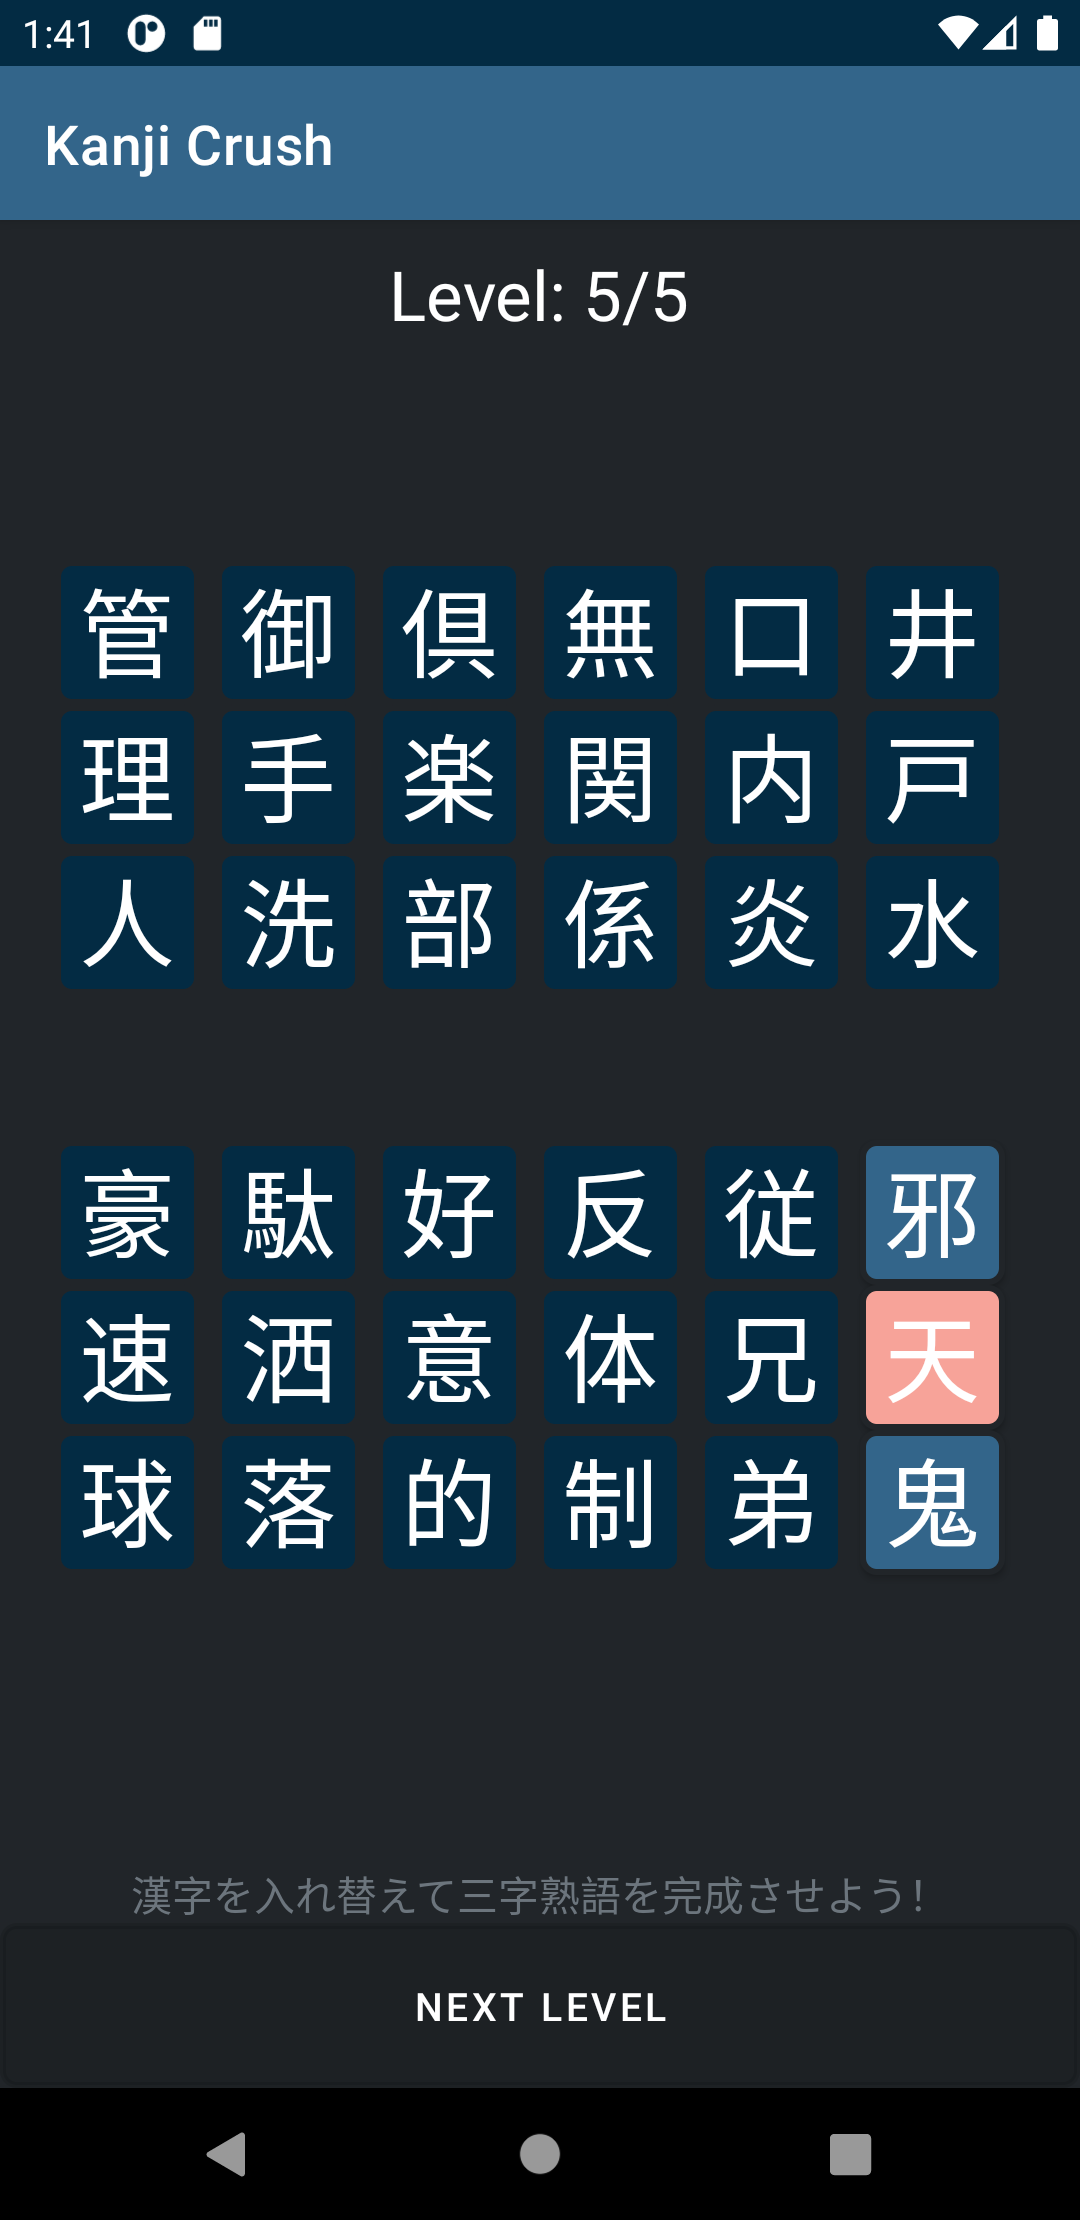 1:41
Kanji Crush
Level: 5/5
管 御 倶 無 口 井
理 手 楽 関 内 戸
人 洗 部 係 炎 水
豪 駄 好 反 従 邪
速 洒 意 体 兄 天
球 落 的 制 弟 鬼
漢字を入れ替えて三字熟語を完成させよう！
NEXT LEVEL